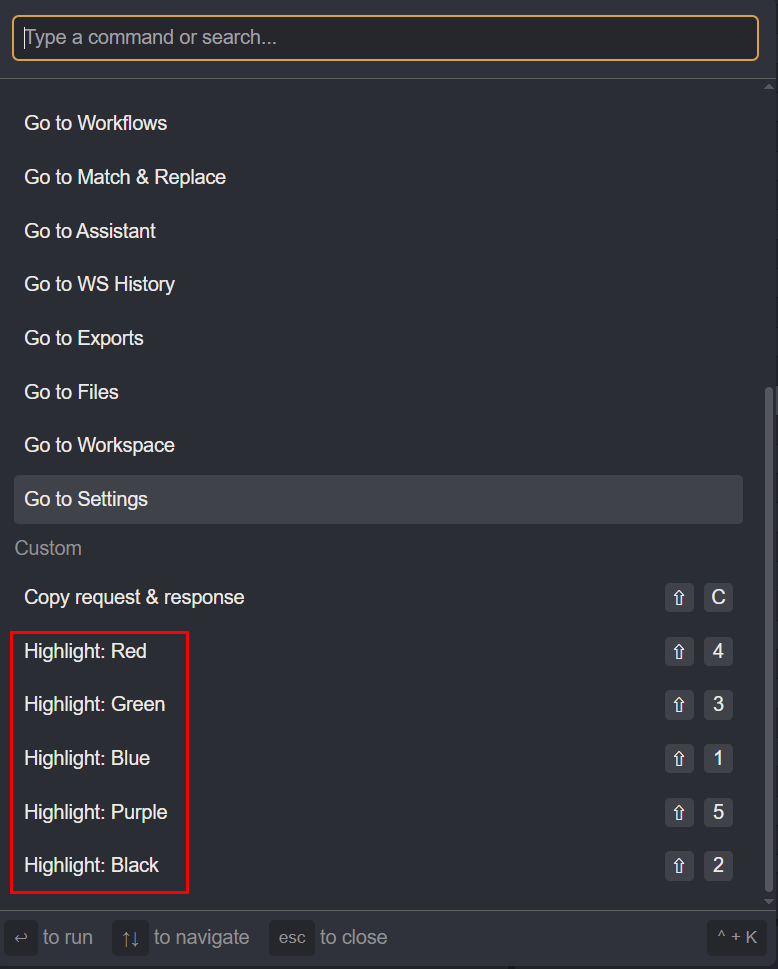 Type a command or search...
Go to Workflows
Go to Match & Replace
Go to Assistant
Go to WS History
Go to Exports
Go to Files
Go to Workspace
Go to Settings
Custom
Copy request & response ⇧ C
Highlight: Red ⇧ 4
Highlight: Green ⇧ 3
Highlight: Blue ⇧ 1
Highlight: Purple ⇧ 5
Highlight: Black ⇧ 2
↩ to run ↑↓ to navigate esc to close ^ + K